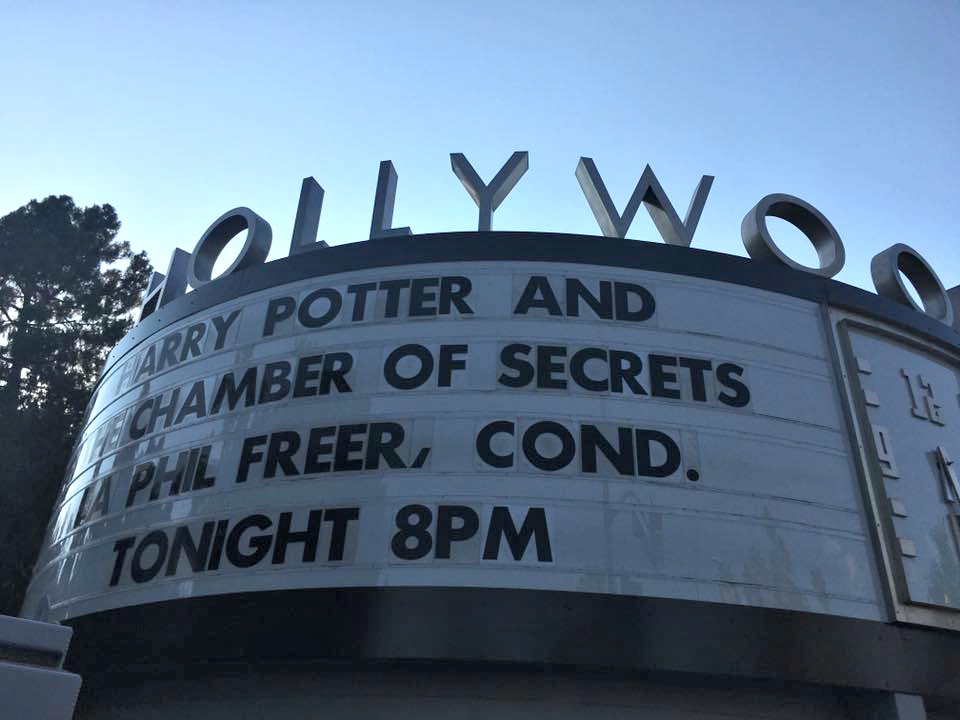 HOLLYWOO
HARRY POTTER AND
THE CHAMBER OF SECRETS
LA PHIL FREER, COND.
TONIGHT 8PM